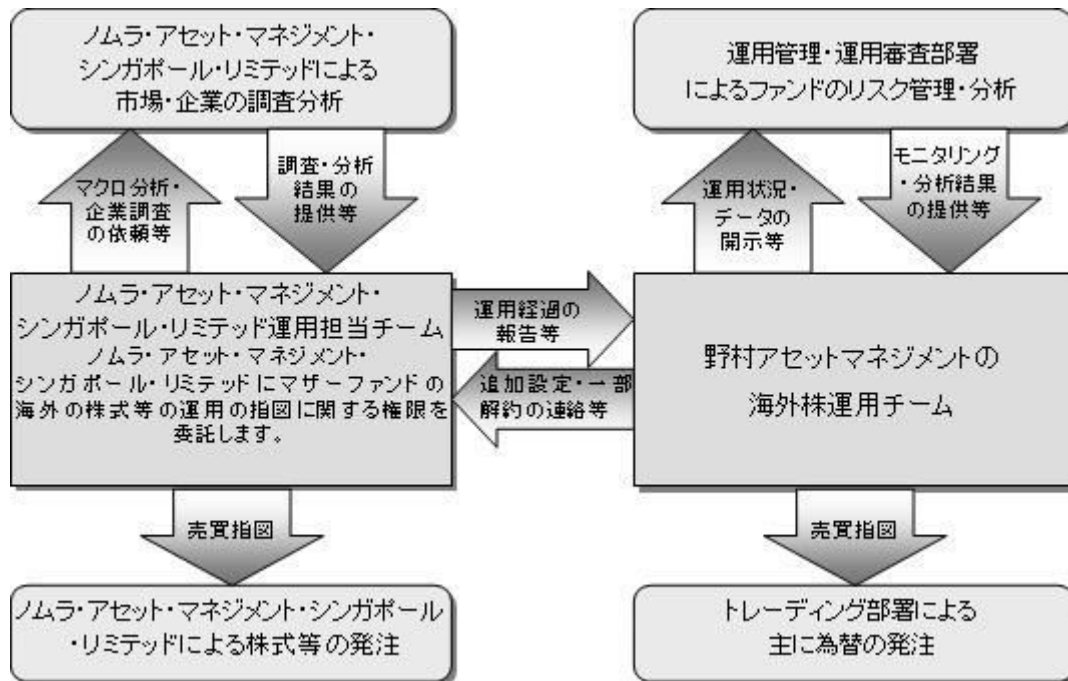 ノムラ・アセット・マネジメント・
シンガポール・リミテッドによる
市場・企業の調査分析
運用管理・運用審査部署
によるファンドのリスク管理・分析
マクロ分析・
企業調査
の依頼等
調査・分析
結果の
提供等
運用状況・
データの
開示等
モニタリング
・分析結果
の提供等
ノムラ・アセット・マネジメント・
シンガポール・リミテッド運用担当チーム
ノムラ・アセット・マネジメント・
シンガポール・リミテッドにマザーファンドの
海外の株式等の運用の指図に関する権限を
委託します。
運用経過の
報告等
追加設定・一部
解約の連絡等
野村アセットマネジメントの
海外株運用チーム
売買指図
売買指図
ノムラ・アセット・マネジメント・シンガポール
・リミテッドによる株式等の発注
トレーディング部署による
主に為替の発注